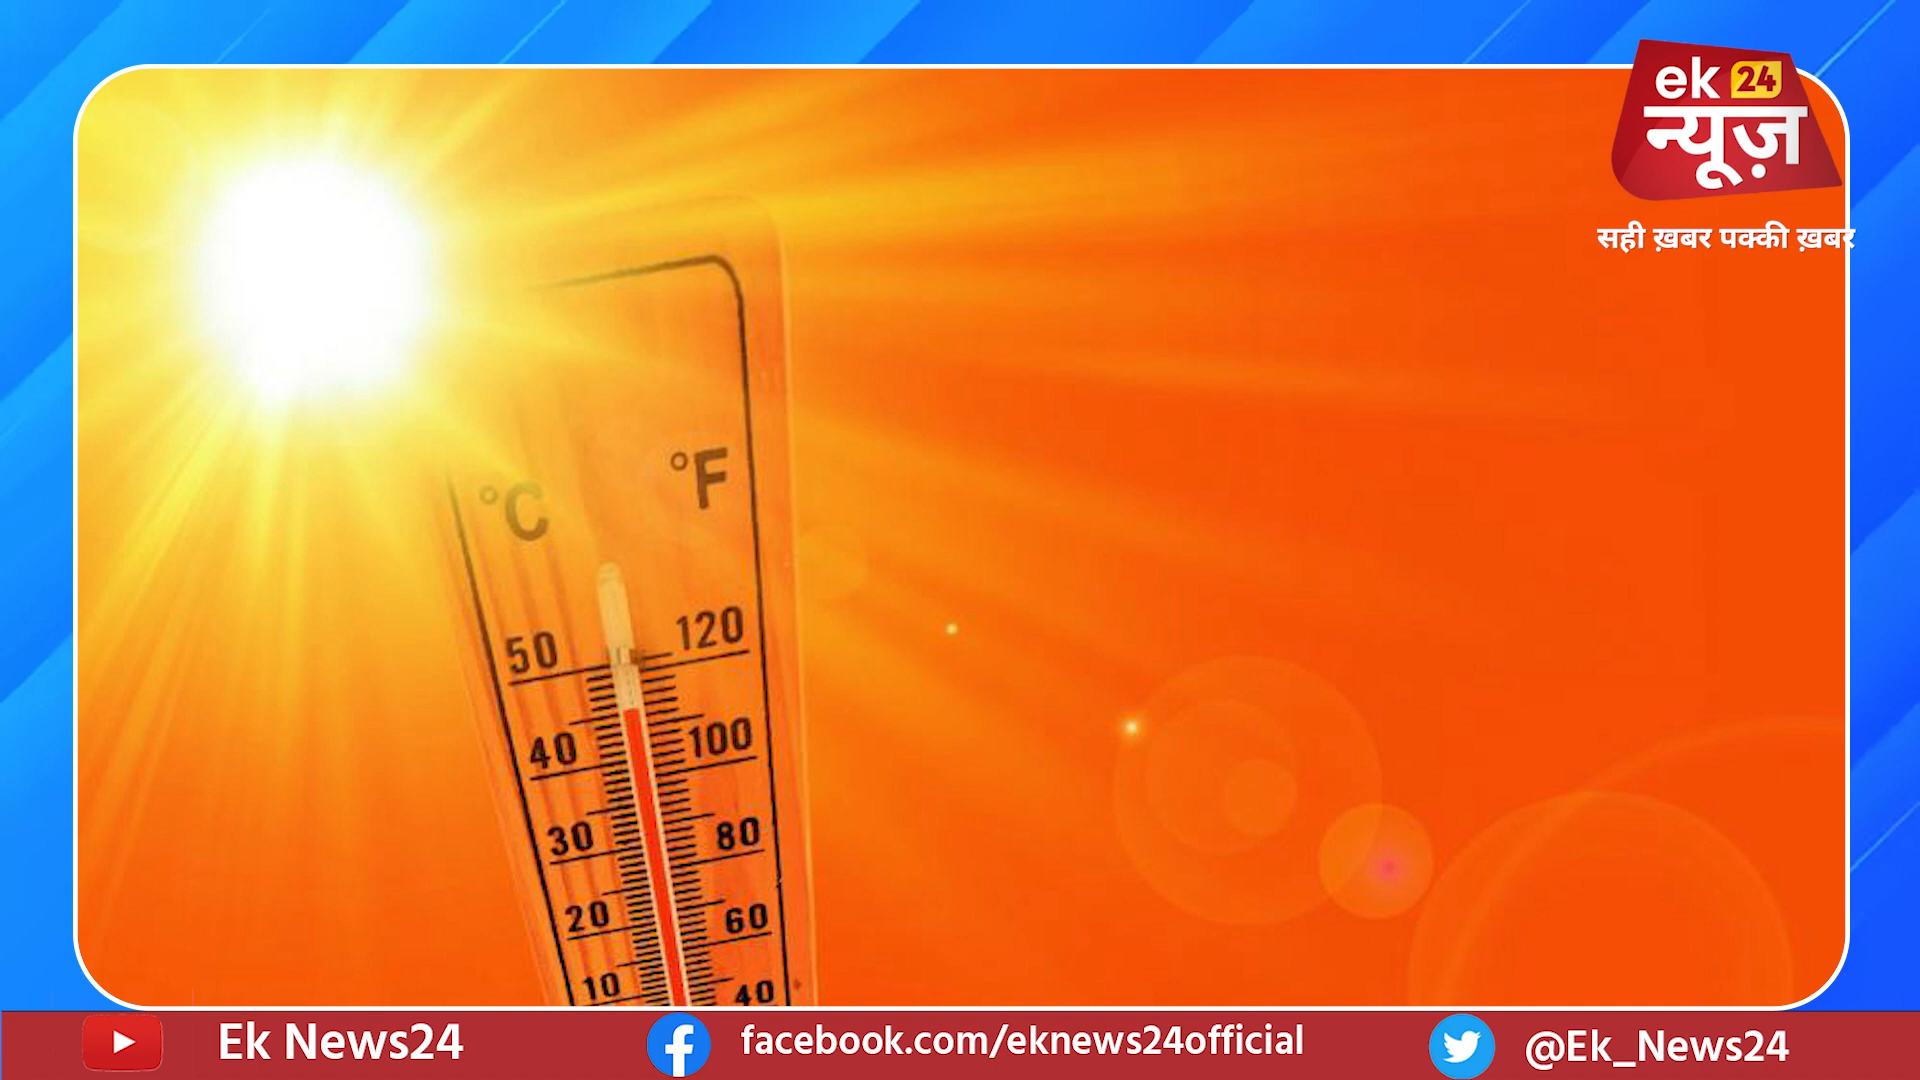 ek 24
न्यूज़
सही ख़बर पक्की ख़बर
°C °F
50 120
40 100
30 80
20 60
10 40
Ek News24
facebook.com/eknews24official
@Ek_News24